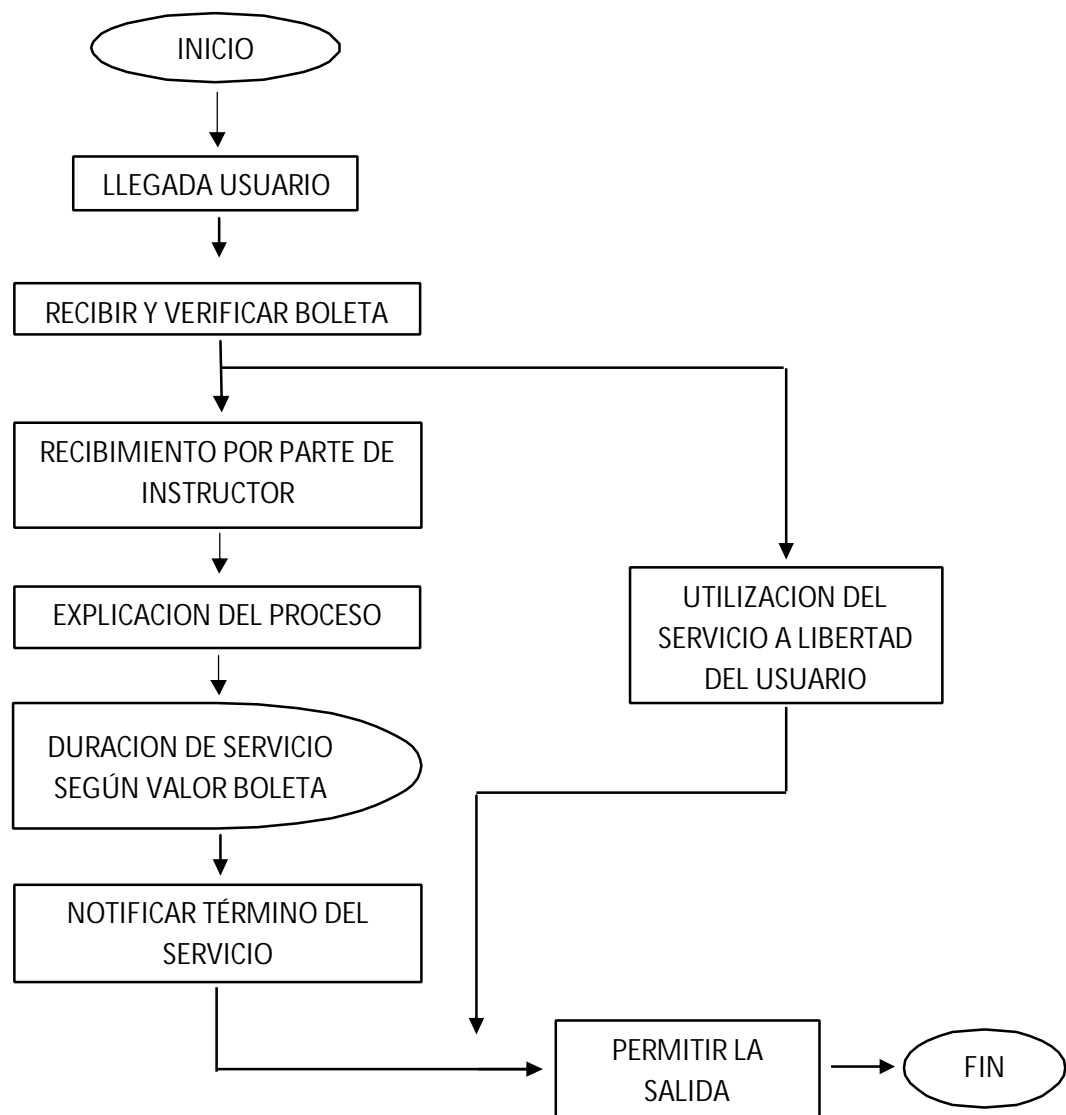 INICIO
LLEGADA USUARIO
RECIBIR Y VERIFICAR BOLETA
RECIBIMIENTO POR PARTE DE
INSTRUCTOR
EXPLICACION DEL PROCESO
UTILIZACION DEL
SERVICIO A LIBERTAD
DEL USUARIO
DURACION DE SERVICIO
SEGÚN VALOR BOLETA
NOTIFICAR TÉRMINO DEL
SERVICIO
PERMITIR LA
SALIDA
FIN